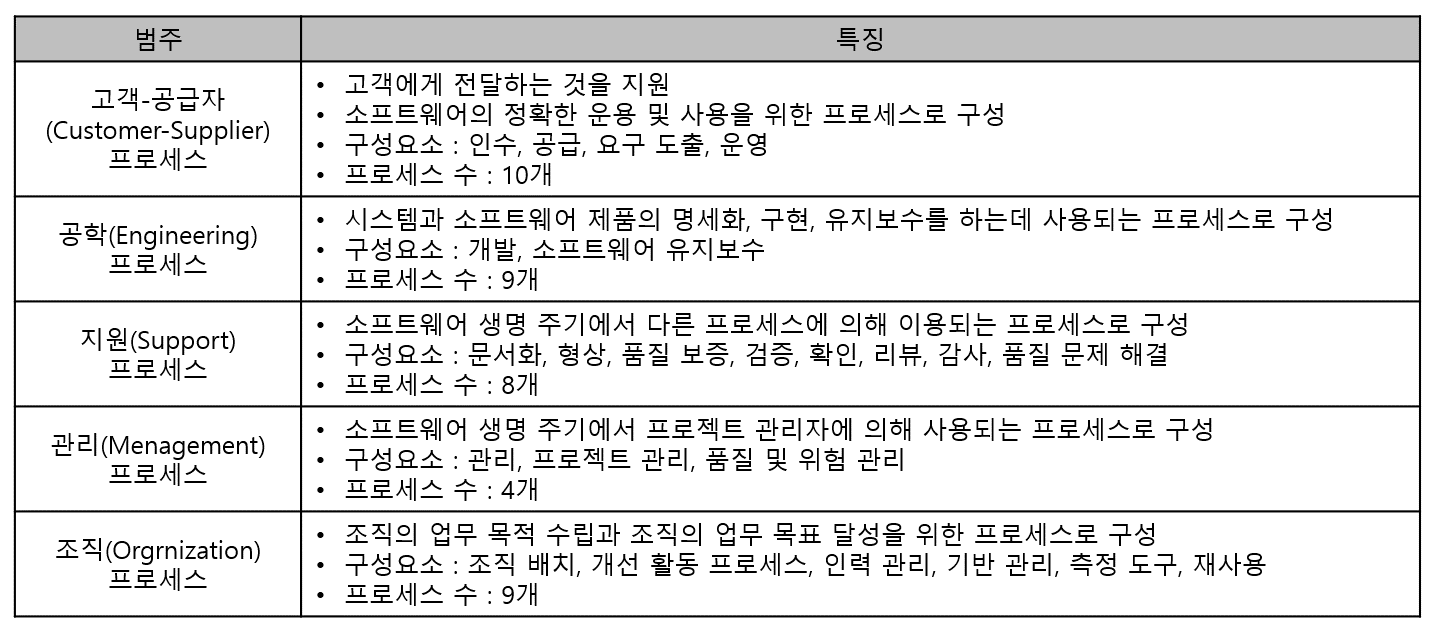 범주
특징
고객-공급자
(Customer-Supplier)
프로세스
• 고객에게 전달하는 것을 지원
• 소프트웨어의 정확한 운용 및 사용을 위한 프로세스로 구성
• 구성요소 : 인수, 공급, 요구 도출, 운영
• 프로세스 수 : 10개
공학(Engineering)
프로세스
• 시스템과 소프트웨어 제품의 명세화, 구현, 유지보수를 하는데 사용되는 프로세스로 구성
• 구성요소 : 개발, 소프트웨어 유지보수
• 프로세스 수 : 9개
지원(Support)
프로세스
• 소프트웨어 생명 주기에서 다른 프로세스에 의해 이용되는 프로세스로 구성
• 구성요소 : 문서화, 형상, 품질 보증, 검증, 확인, 리뷰, 감사, 품질 문제 해결
• 프로세스 수 : 8개
관리(Menagement)
프로세스
• 소프트웨어 생명 주기에서 프로젝트 관리자에 의해 사용되는 프로세스로 구성
• 구성요소 : 관리, 프로젝트 관리, 품질 및 위험 관리
• 프로세스 수 : 4개
조직(Orgrnization)
프로세스
• 조직의 업무 목적 수립과 조직의 업무 목표 달성을 위한 프로세스로 구성
• 구성요소 : 조직 배치, 개선 활동 프로세스, 인력 관리, 기반 관리, 측정 도구, 재사용
• 프로세스 수 : 9개